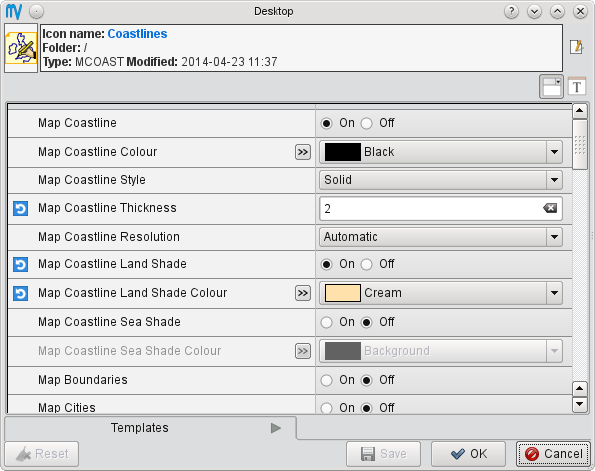 Desktop
Icon name: Coastlines
Folder: /
Type: MCOAST Modified: 2014-04-23 11:37
T
Map Coastline On Off
Map Coastline Colour Black
Map Coastline Style Solid
Map Coastline Thickness 2
Map Coastline Resolution Automatic
Map Coastline Land Shade On Off
Map Coastline Land Shade Colour Cream
Map Coastline Sea Shade On Off
Map Coastline Sea Shade Colour Background
Map Boundaries On Off
Map Cities On Off
Templates
Reset Save OK Cancel